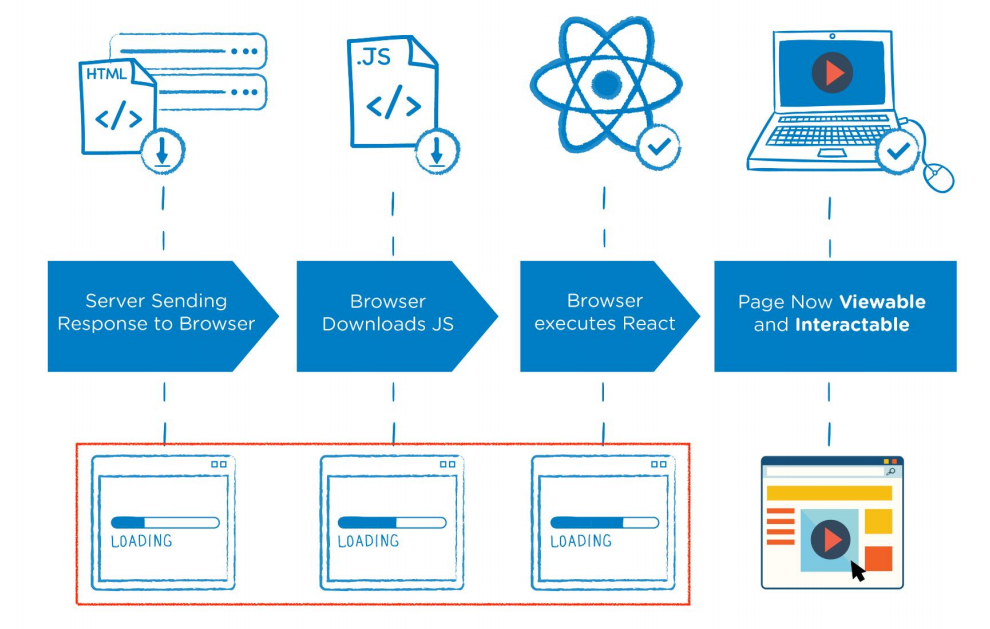 HTML
</>
.JS
</>
Server Sending
Response to Browser
Browser
Downloads JS
Browser
executes React
Page Now Viewable
and Interactable
LOADING
LOADING
LOADING